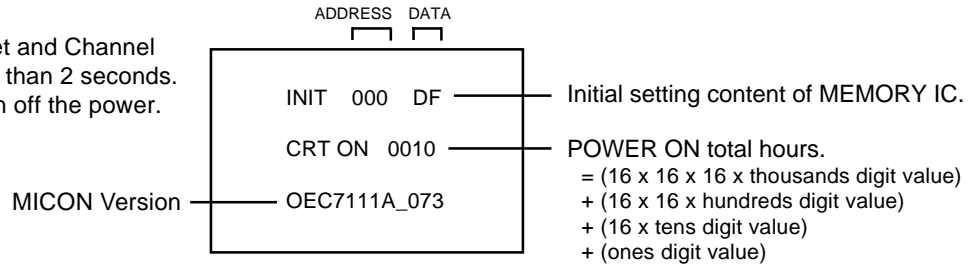 ADDRESS DATA
et and Channel
than 2 seconds.
off the power.
INIT 000 DF
Initial setting content of MEMORY IC.
CRT ON 0010
POWER ON total hours.
= (16 x 16 x 16 x thousands digit value)
+ (16 x 16 x hundreds digit value)
+ (16 x tens digit value)
+ (ones digit value)
MICON Version
OEC7111A_073